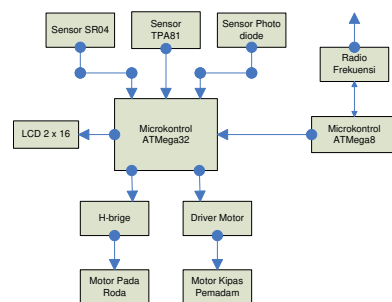 Sensor SR04
Sensor
TPA81
Sensor Photo
diode
Radio
Frekuensi
LCD 2 x 16
Microkontrol
ATMega32
Mikrokontrol
ATMega8
H-brige
Driver Motor
Motor Pada
Roda
Motor Kipas
Pemadam